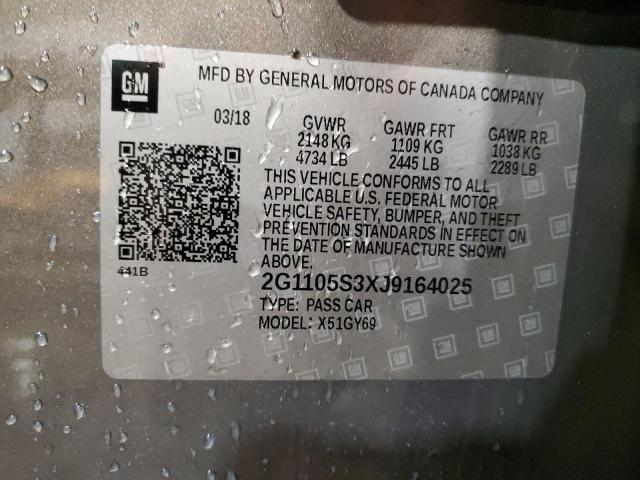 GM
MFD BY GENERAL MOTORS OF CANADA COMPANY
03/18 GVWR GAWR FRT GAWR RR
2148 KG 1109 KG 1038 KG
4734 LB 2445 LB 2289 LB
THIS VEHICLE CONFORMS TO ALL
APPLICABLE U.S. FEDERAL MOTOR
VEHICLE SAFETY, BUMPER, AND THEFT
PREVENTION STANDARDS IN EFFECT ON
THE DATE OF MANUFACTURE SHOWN
ABOVE.
441B
2G1105S3XJ9164025
TYPE: PASS CAR
MODEL: X51GY69